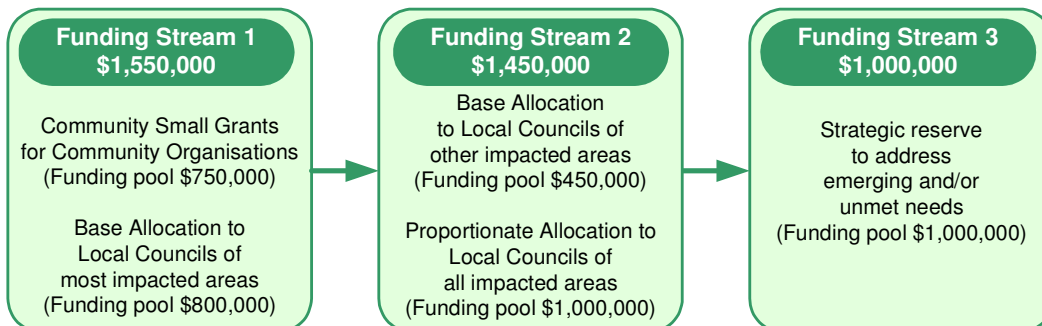 Funding Stream 1
$1,550,000
Community Small Grants
for Community Organisations
(Funding pool $750,000)
Base Allocation to
Local Councils of
most impacted areas
(Funding pool $800,000)
Funding Stream 2
$1,450,000
Base Allocation
to Local Councils of
other impacted areas
(Funding pool $450,000)
Proportionate Allocation to
Local Councils of
all impacted areas
(Funding pool $1,000,000)
Funding Stream 3
$1,000,000
Strategic reserve
to address
emerging and/or
unmet needs
(Funding pool $1,000,000)